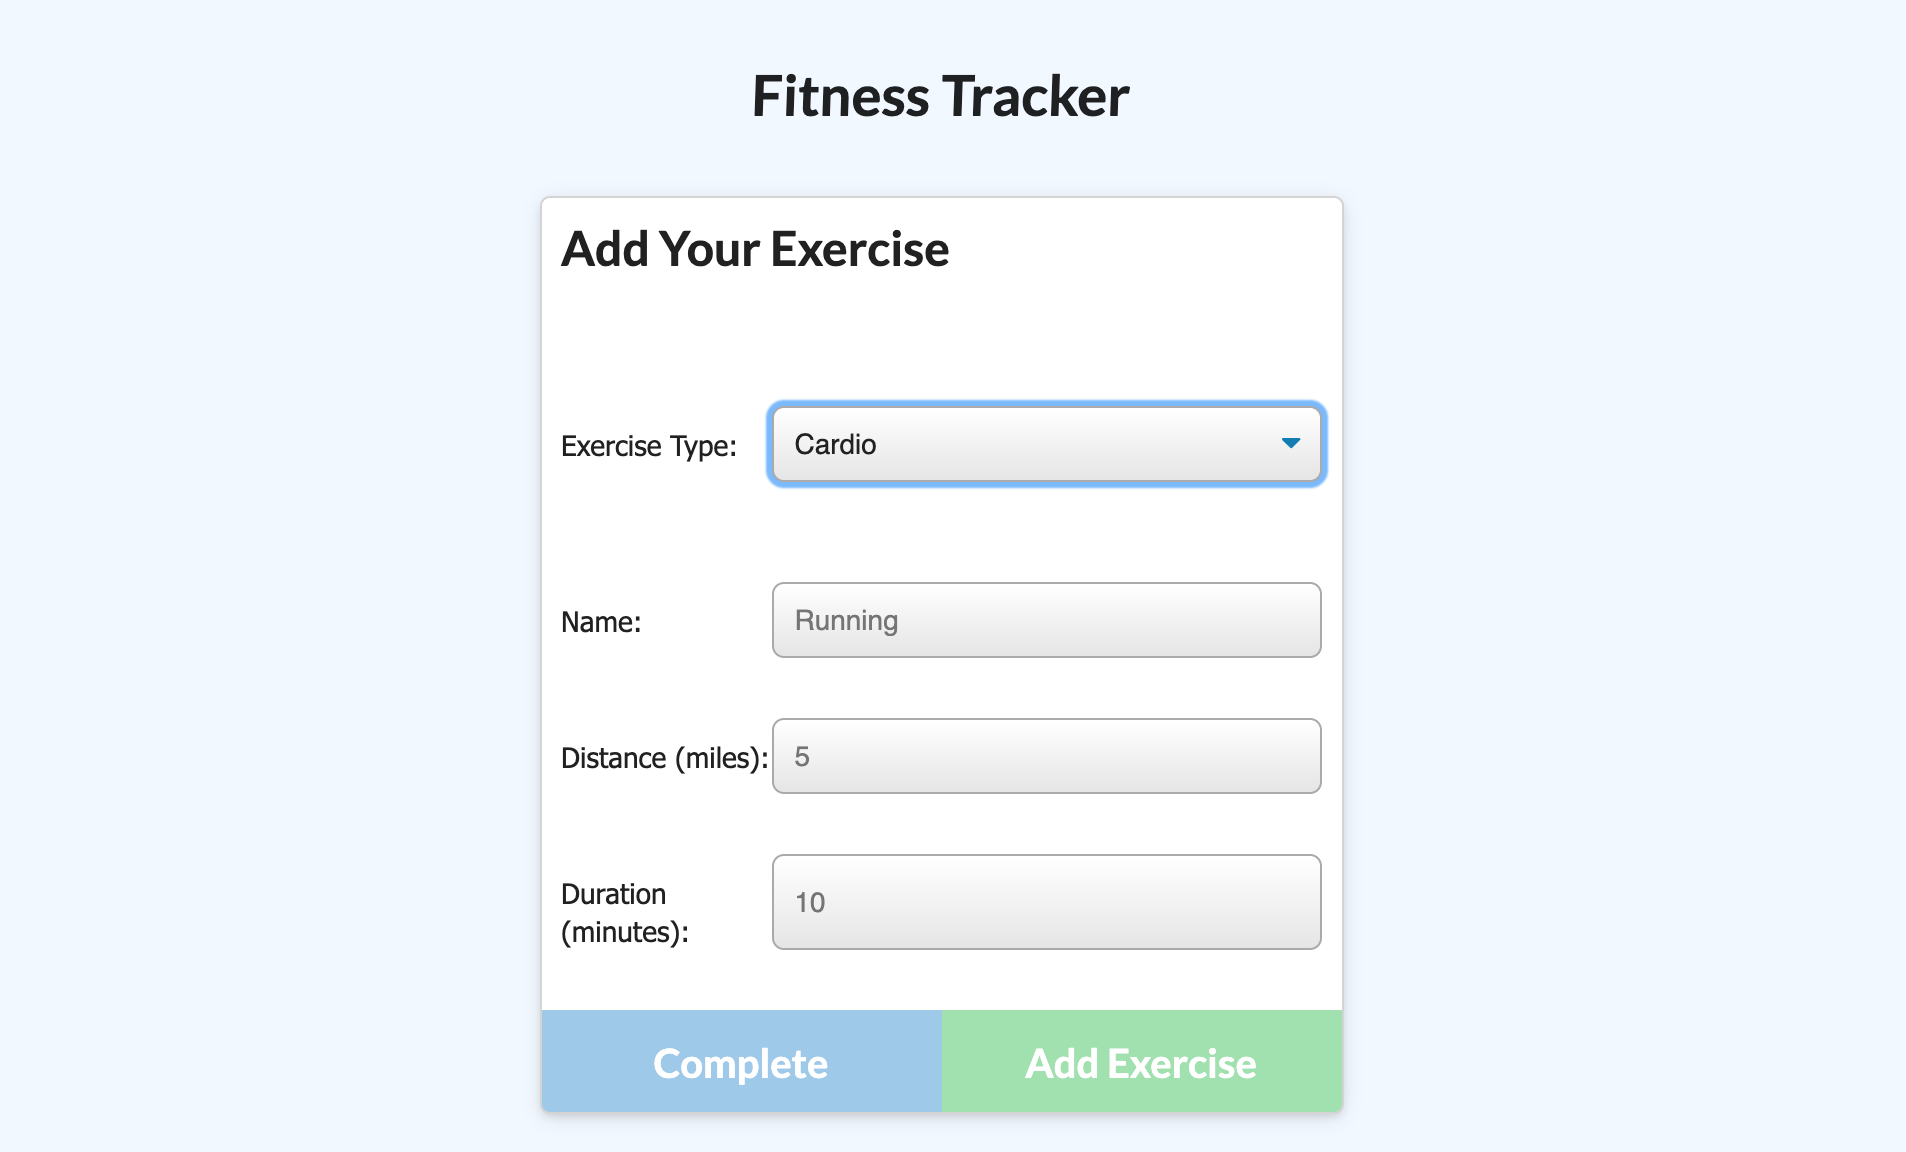 Fitness Tracker
Add Your Exercise
Exercise Type: Cardio
Name: Running
Distance (miles): 5
Duration
(minutes): 10
Complete Add Exercise